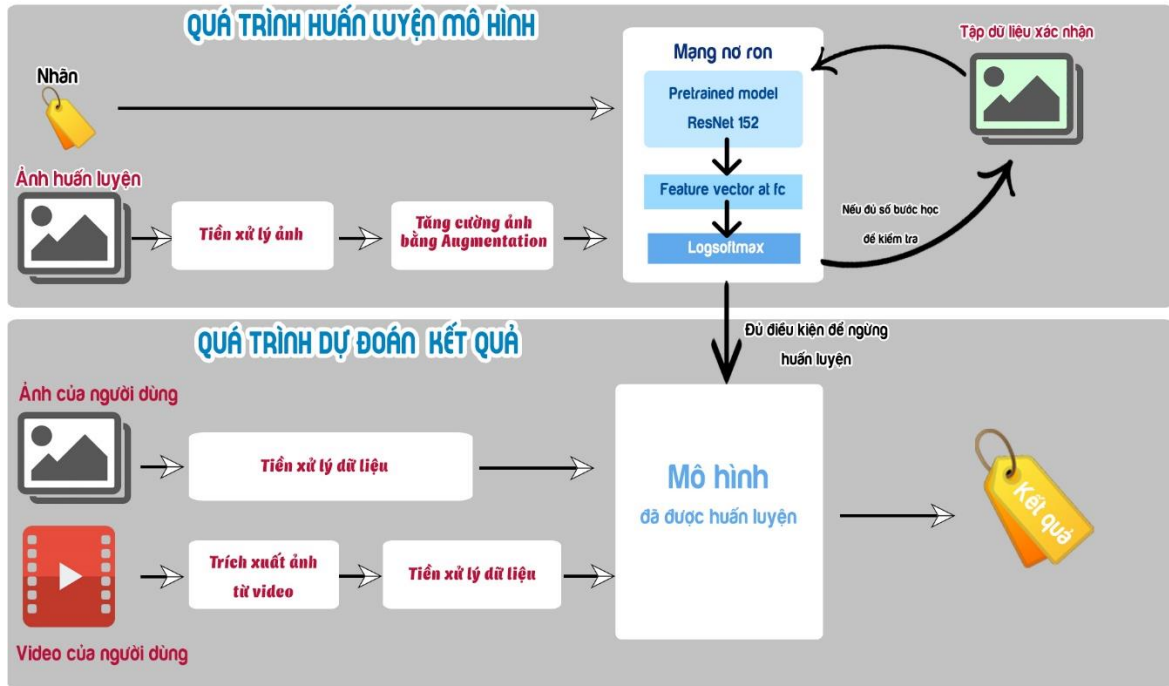 QUÁ TRÌNH HUẤN LUYỆN MÔ HÌNH
Nhãn
Ảnh huấn luyện
Tiền xử lý ảnh
Tăng cường ảnh
bằng Augmentation
Mạng nơ ron
Pretrained model
ResNet 152
Feature vector at fc
Logsoftmax
Tập dữ liệu xác nhận
Nếu đủ số bước học
để kiểm tra
Đủ điều kiện để ngừng
huấn luyện
QUÁ TRÌNH DỰ ĐOÁN KẾT QUẢ
Ảnh của người dùng
Tiền xử lý dữ liệu
Trích xuất ảnh
từ video
Tiền xử lý dữ liệu
Video của người dùng
Mô hình
đã được huấn luyện
Kết quả